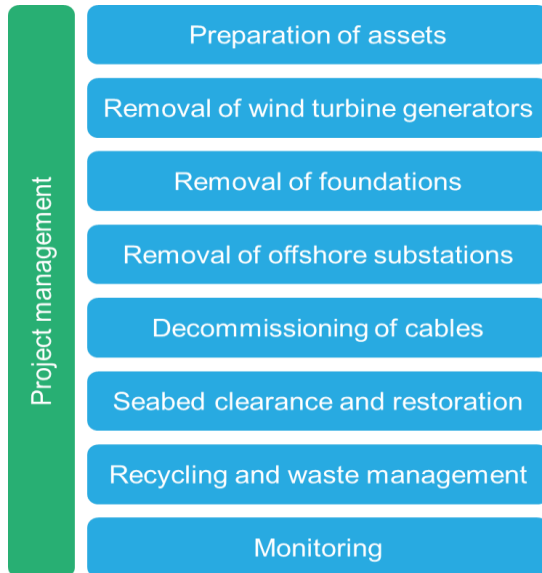 Project management
Preparation of assets
Removal of wind turbine generators
Removal of foundations
Removal of offshore substations
Decommissioning of cables
Seabed clearance and restoration
Recycling and waste management
Monitoring